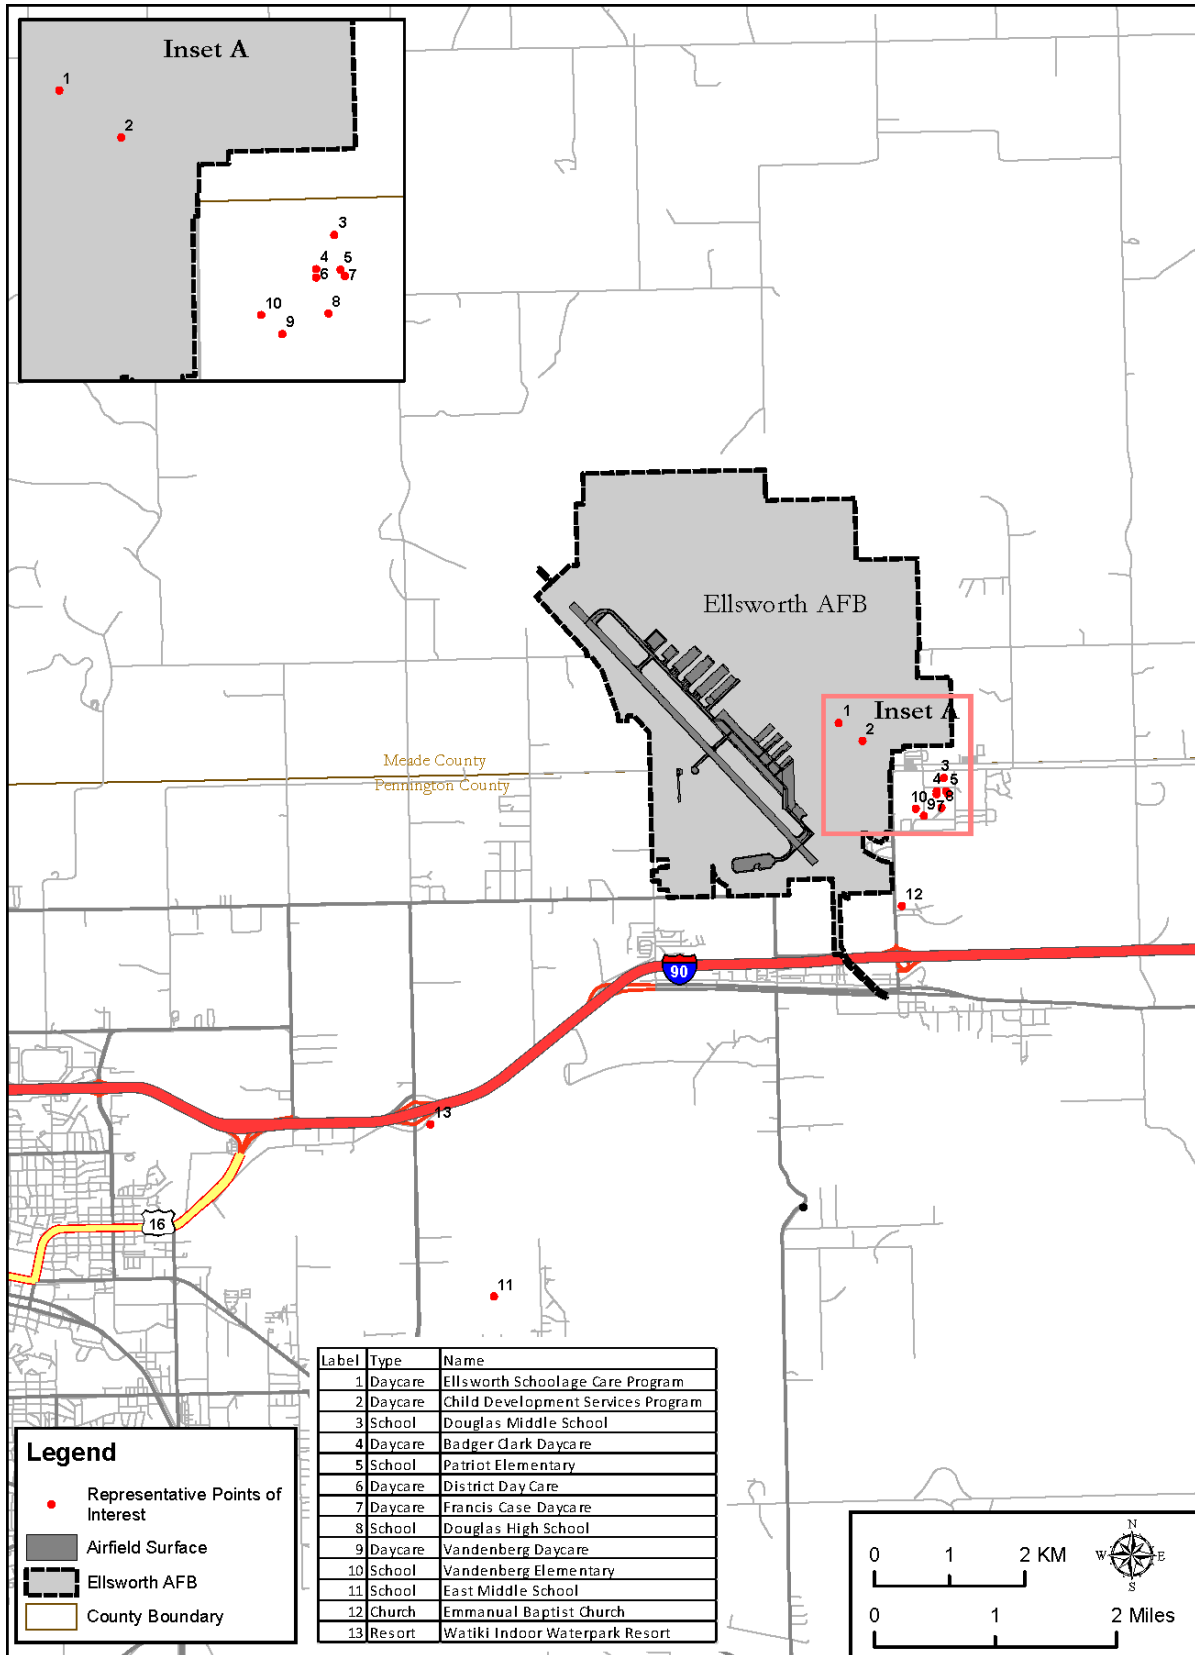 Inset A
1
2
3
4 5
6 7
10 8
9
Ellsworth AFB
1
Inset A
2
Meade County
Pennington County
3
4 5
10 9 7 8
12
90
13
16
11
Label Type Name
1 Daycare Ellsworth Schoolage Care Program
2 Daycare Child Development Services Program
3 School Douglas Middle School
4 Daycare Badger Clark Daycare
5 School Patriot Elementary
6 Daycare District Day Care
7 Daycare Francis Case Daycare
8 School Douglas High School
9 Daycare Vandenberg Daycare
10 School Vandenberg Elementary
11 School East Middle School
12 Church Emmanual Baptist Church
13 Resort Watiki Indoor Waterpark Resort
Legend
Representative Points of
Interest
Airfield Surface
Ellsworth AFB
County Boundary
N
W E
S
0 1 2 KM
0 1 2 Miles